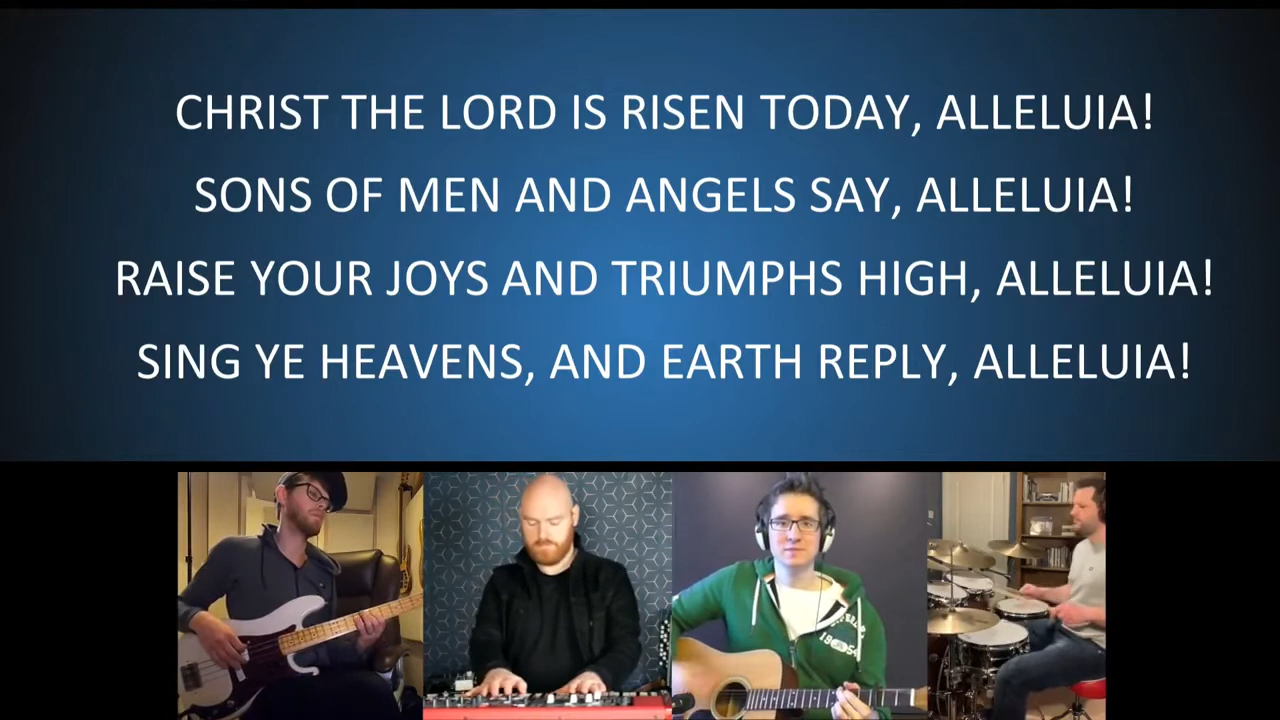 CHRIST THE LORD IS RISEN TODAY, ALLELUIA!
SONS OF MEN AND ANGELS SAY, ALLELUIA!
RAISE YOUR JOYS AND TRIUMPHS HIGH, ALLELUIA!
SING YE HEAVENS, AND EARTH REPLY, ALLELUIA!